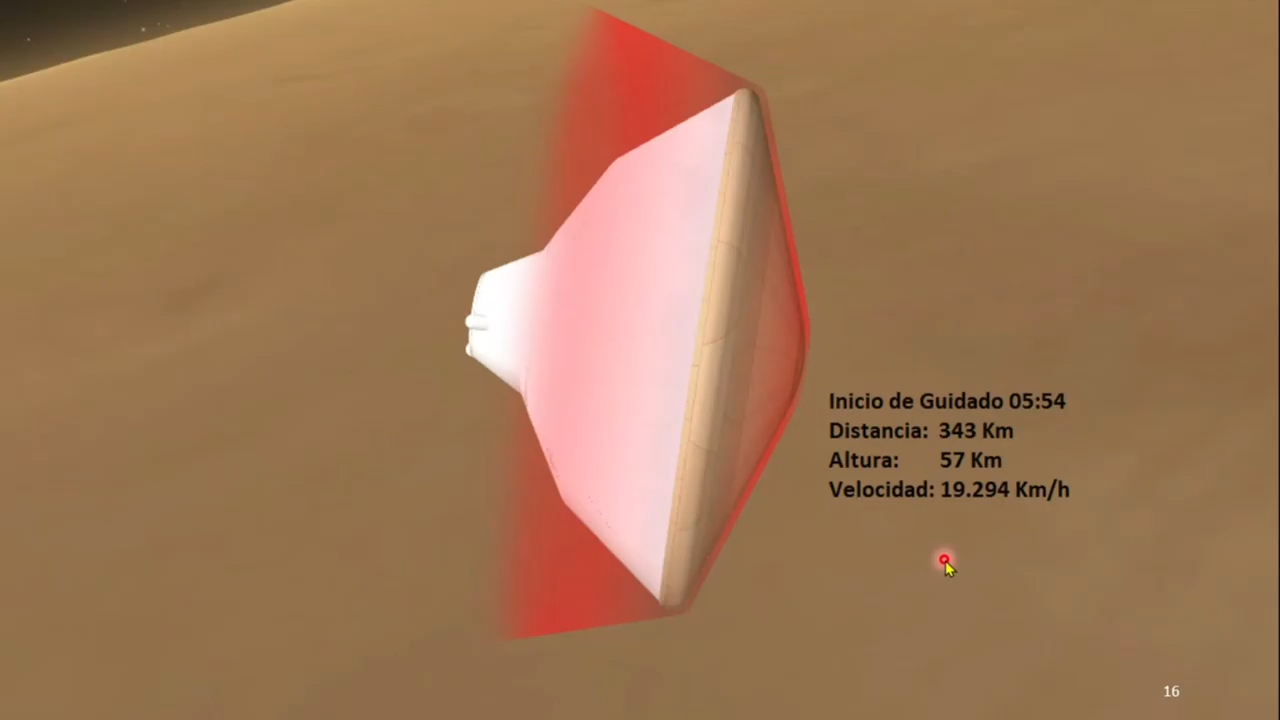 Inicio de Guidado 05:54
Distancia: 343 Km
Altura: 57 Km
Velocidad: 19.294 Km/h
16